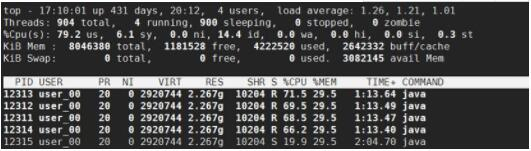 top - 17:10:01 up 431 days, 20:12, 4 users, load average: 1.26, 1.21, 1.01
Threads: 904 total, 4 running, 900 sleeping, 0 stopped, 0 zombie
%Cpu(s): 79.2 us, 6.1 sy, 0.0 ni, 14.4 id, 0.0 wa, 0.0 hi, 0.0 si, 0.3 st
KiB Mem : 8046380 total, 1181528 free, 4222520 used, 2642332 buff/cache
KiB Swap: 0 total, 0 free, 0 used. 3082145 avail Mem
PID USER PR NI VIRT RES SHR S %CPU %MEM TIME+ COMMAND
12313 user_00 20 0 2920744 2.267g 10204 R 71.5 29.5 1:13.64 java
12312 user_00 20 0 2920744 2.267g 10204 R 69.5 29.5 1:13.49 java
12311 user_00 20 0 2920744 2.267g 10204 R 68.5 29.5 1:13.47 java
12314 user_00 20 0 2920744 2.267g 10204 R 66.2 29.5 1:13.40 java
12315 user_00 20 0 2920744 2.267g 10204 S 19.9 29.5 2:04.70 java